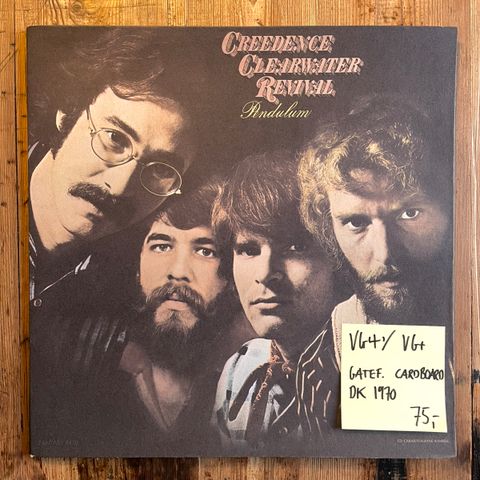 CREEDENCE
CLEARWATER
REVIVAL
Pendulum
VG+/ VG+
GATEF. CARDBOARD
DK 1970
75,-